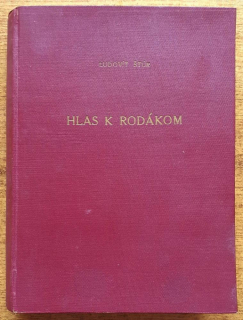 ĽUDOVÍT ŠTÚR
HLAS K RODÁKOM